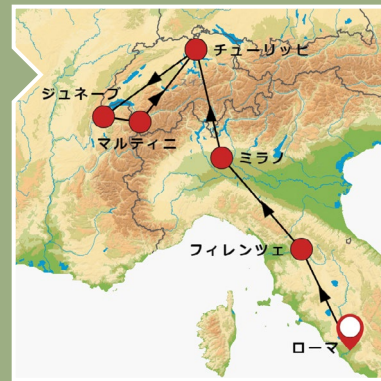 チューリッヒ
ジュネーブ
マルティニ
ミラノ
フィレンツェ
ローマ